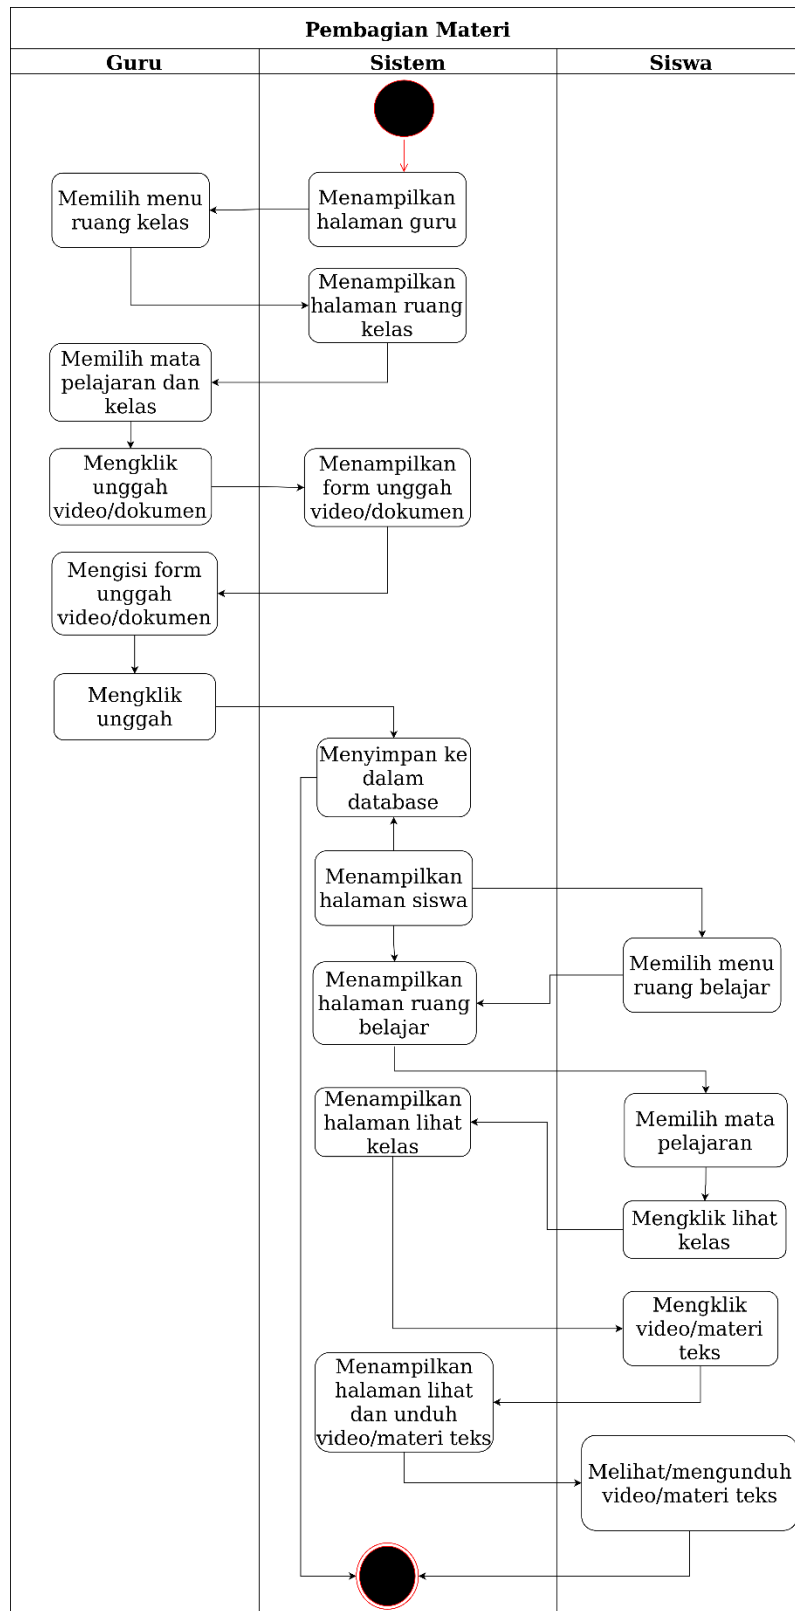 Pembagian Materi
Guru
Sistem
Siswa
Memilih menu
ruang kelas
Menampilkan
halaman guru
Menampilkan
halaman ruang
kelas
Memilih mata
pelajaran dan
kelas
Mengklik
unggah
video/dokumen
Menampilkan
form unggah
video/dokumen
Mengisi form
unggah
video/dokumen
Mengklik
unggah
Menyimpan ke
dalam
database
Menampilkan
halaman siswa
Memilih menu
ruang belajar
Menampilkan
halaman ruang
belajar
Menampilkan
halaman lihat
kelas
Memilih mata
pelajaran
Mengklik lihat
kelas
Mengklik
video/materi
teks
Menampilkan
halaman lihat
dan unduh
video/materi teks
Melihat/mengunduh
video/materi teks